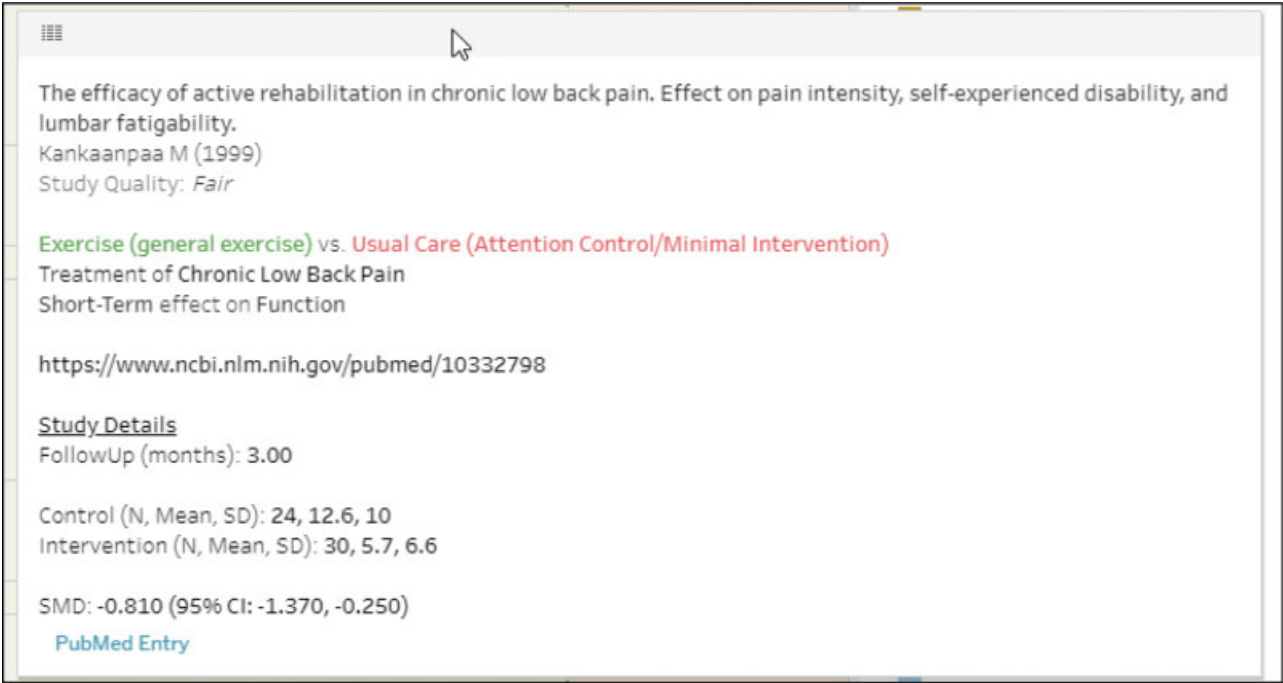 The efficacy of active rehabilitation in chronic low back pain. Effect on pain intensity, self-experienced disability, and
lumbar fatigability.
Kankaanpaa M (1999)
Study Quality: Fair
Exercise (general exercise) vs. Usual Care (Attention Control/Minimal Intervention)
Treatment of Chronic Low Back Pain
Short-Term effect on Function
https://www.ncbi.nlm.nih.gov/pubmed/10332798
Study Details
FollowUp (months): 3.00
Control (N, Mean, SD): 24, 12.6, 10
Intervention (N, Mean, SD): 30, 5.7, 6.6
SMD: -0.810 (95% CI: -1.370, -0.250)
PubMed Entry